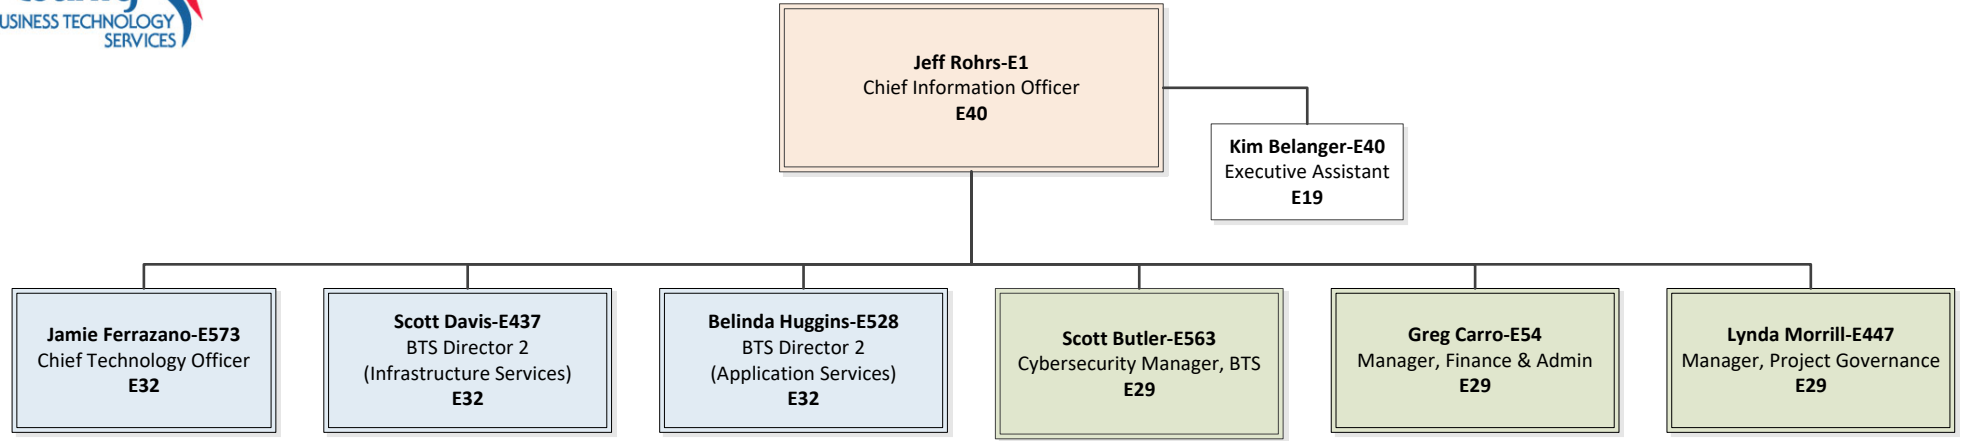 BUSINESS TECHNOLOGY
SERVICES
Jeff Rohrs-E1
Chief Information Officer
E40
Kim Belanger-E40
Executive Assistant
E19
Jamie Ferrazano-E573
Chief Technology Officer
E32
Scott Davis-E437
BTS Director 2
(Infrastructure Services)
E32
Belinda Huggins-E528
BTS Director 2
(Application Services)
E32
Scott Butler-E563
Cybersecurity Manager, BTS
E29
Greg Carro-E54
Manager, Finance & Admin
E29
Lynda Morrill-E447
Manager, Project Governance
E29